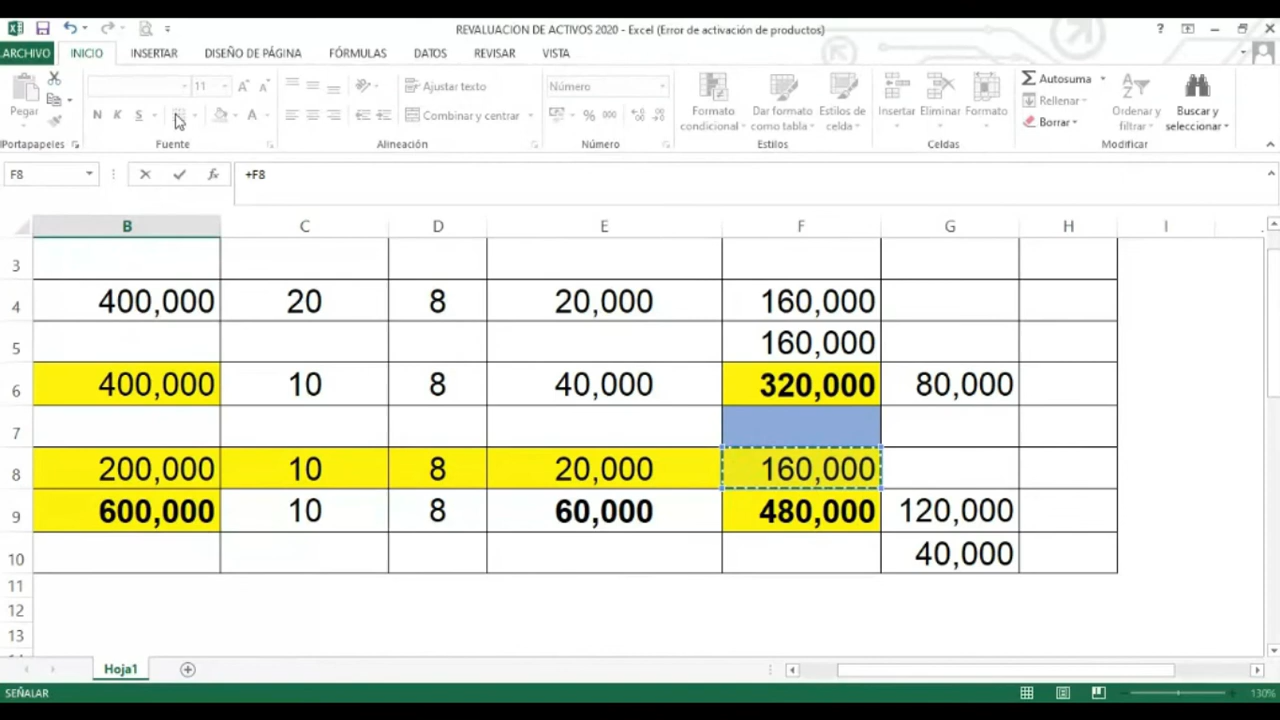 REVALUACION DE ACTIVOS 2020 - Excel (Error de activación de productos)
ARCHIVO INICIO INSERTAR DISEÑO DE PÁGINA FÓRMULAS DATOS REVISAR VISTA
Pegar
11
Ajustar texto
Número
Formato condicional
Dar formato como tabla
Estilos de celda
Insertar
Eliminar
Formato
Autosuma
Rellenar
Borrar
Ordenar y filtrar
Buscar y seleccionar
N K S
A
Combinar y centrar
% 000
Portapapeles Fuente Alineación Número Estilos Celdas Modificar
F8 fx +F8
B C D E F G H I
3
4 400,000 20 8 20,000 160,000
5 160,000
6 400,000 10 8 40,000 320,000 80,000
7
8 200,000 10 8 20,000 160,000
9 600,000 10 8 60,000 480,000 120,000
10 40,000
11
12
13
Hoja1
SEÑALAR 130%